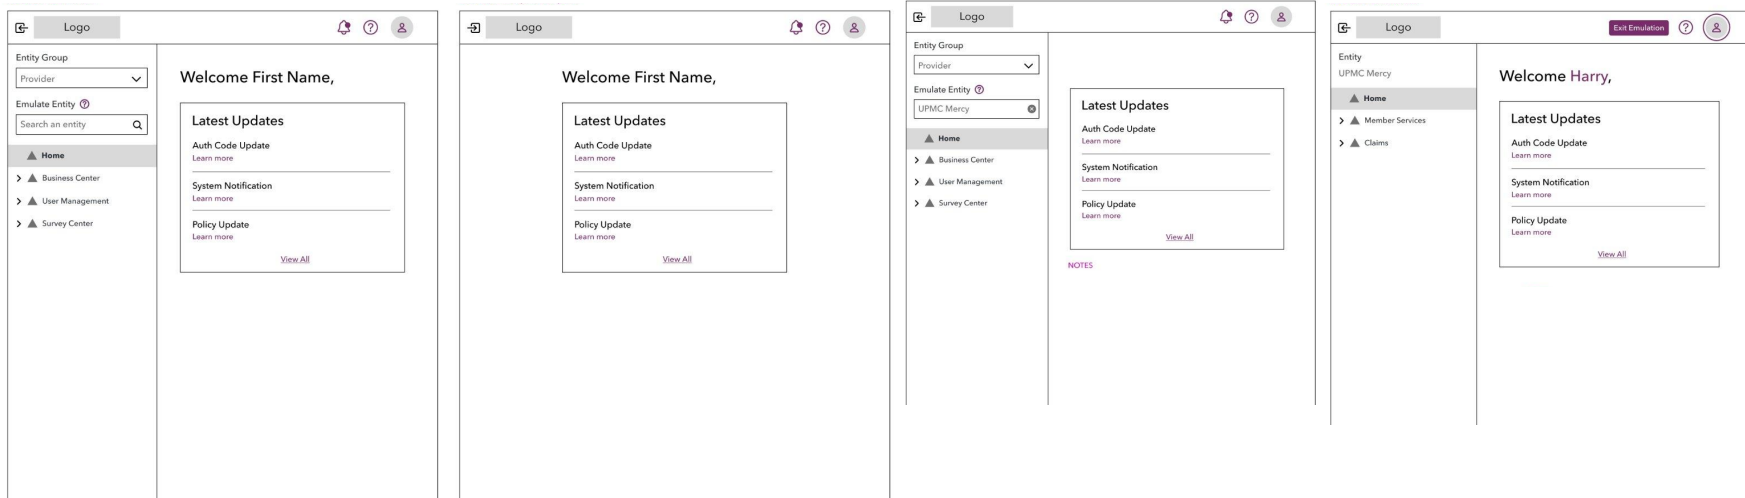 Logo
Entity Group
Provider
Emulate Entity
Search an entity
Home
Business Center
User Management
Survey Center
Welcome First Name,
Latest Updates
Auth Code Update
Learn more
System Notification
Learn more
Policy Update
Learn more
View All
Logo
Welcome First Name,
Latest Updates
Auth Code Update
Learn more
System Notification
Learn more
Policy Update
Learn more
View All
Logo
Entity Group
Provider
Emulate Entity
UPMC Mercy
Home
Business Center
User Management
Survey Center
Latest Updates
Auth Code Update
Learn more
System Notification
Learn more
Policy Update
Learn more
View All
NOTES
Logo
Exit Emulation
Entity
UPMC Mercy
Home
Member Services
Claims
Welcome Harry,
Latest Updates
Auth Code Update
Learn more
System Notification
Learn more
Policy Update
Learn more
View All